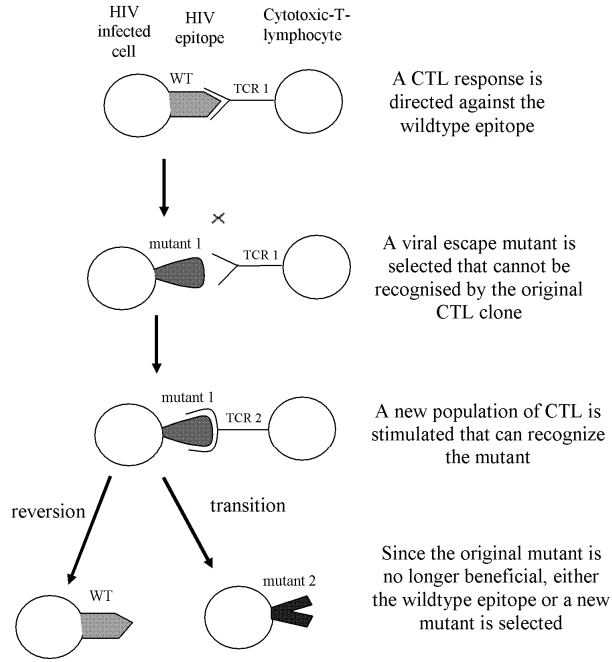 HIV
infected
cell
HIV
epitope
Cytotoxic-T-
lymphocyte
WT
TCR 1
A CTL response is
directed against the
wildtype epitope
X
mutant 1
TCR 1
A viral escape mutant is
selected that cannot be
recognised by the original
CTL clone
mutant 1
TCR 2
A new population of CTL is
stimulated that can recognize
the mutant
reversion
transition
WT
mutant 2
Since the original mutant is
no longer beneficial, either
the wildtype epitope or a new
mutant is selected